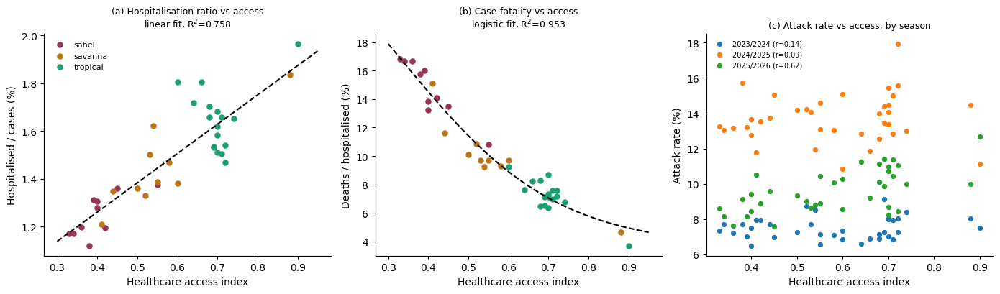 (a) Hospitalisation ratio vs access
linear fit, R²=0.758
Hospitalised / cases (%)
2.0
1.8
1.6
1.4
1.2
sahel
savanna
tropical
0.3 0.4 0.5 0.6 0.7 0.8 0.9
Healthcare access index
(b) Case-fatality vs access
logistic fit, R²=0.953
Deaths / hospitalised (%)
18
16
14
12
10
8
6
4
0.3 0.4 0.5 0.6 0.7 0.8 0.9
Healthcare access index
(c) Attack rate vs access, by season
Attack rate (%)
18
16
14
12
10
8
6
2023/2024 (r=0.14)
2024/2025 (r=0.09)
2025/2026 (r=0.62)
0.4 0.5 0.6 0.7 0.8 0.9
Healthcare access index